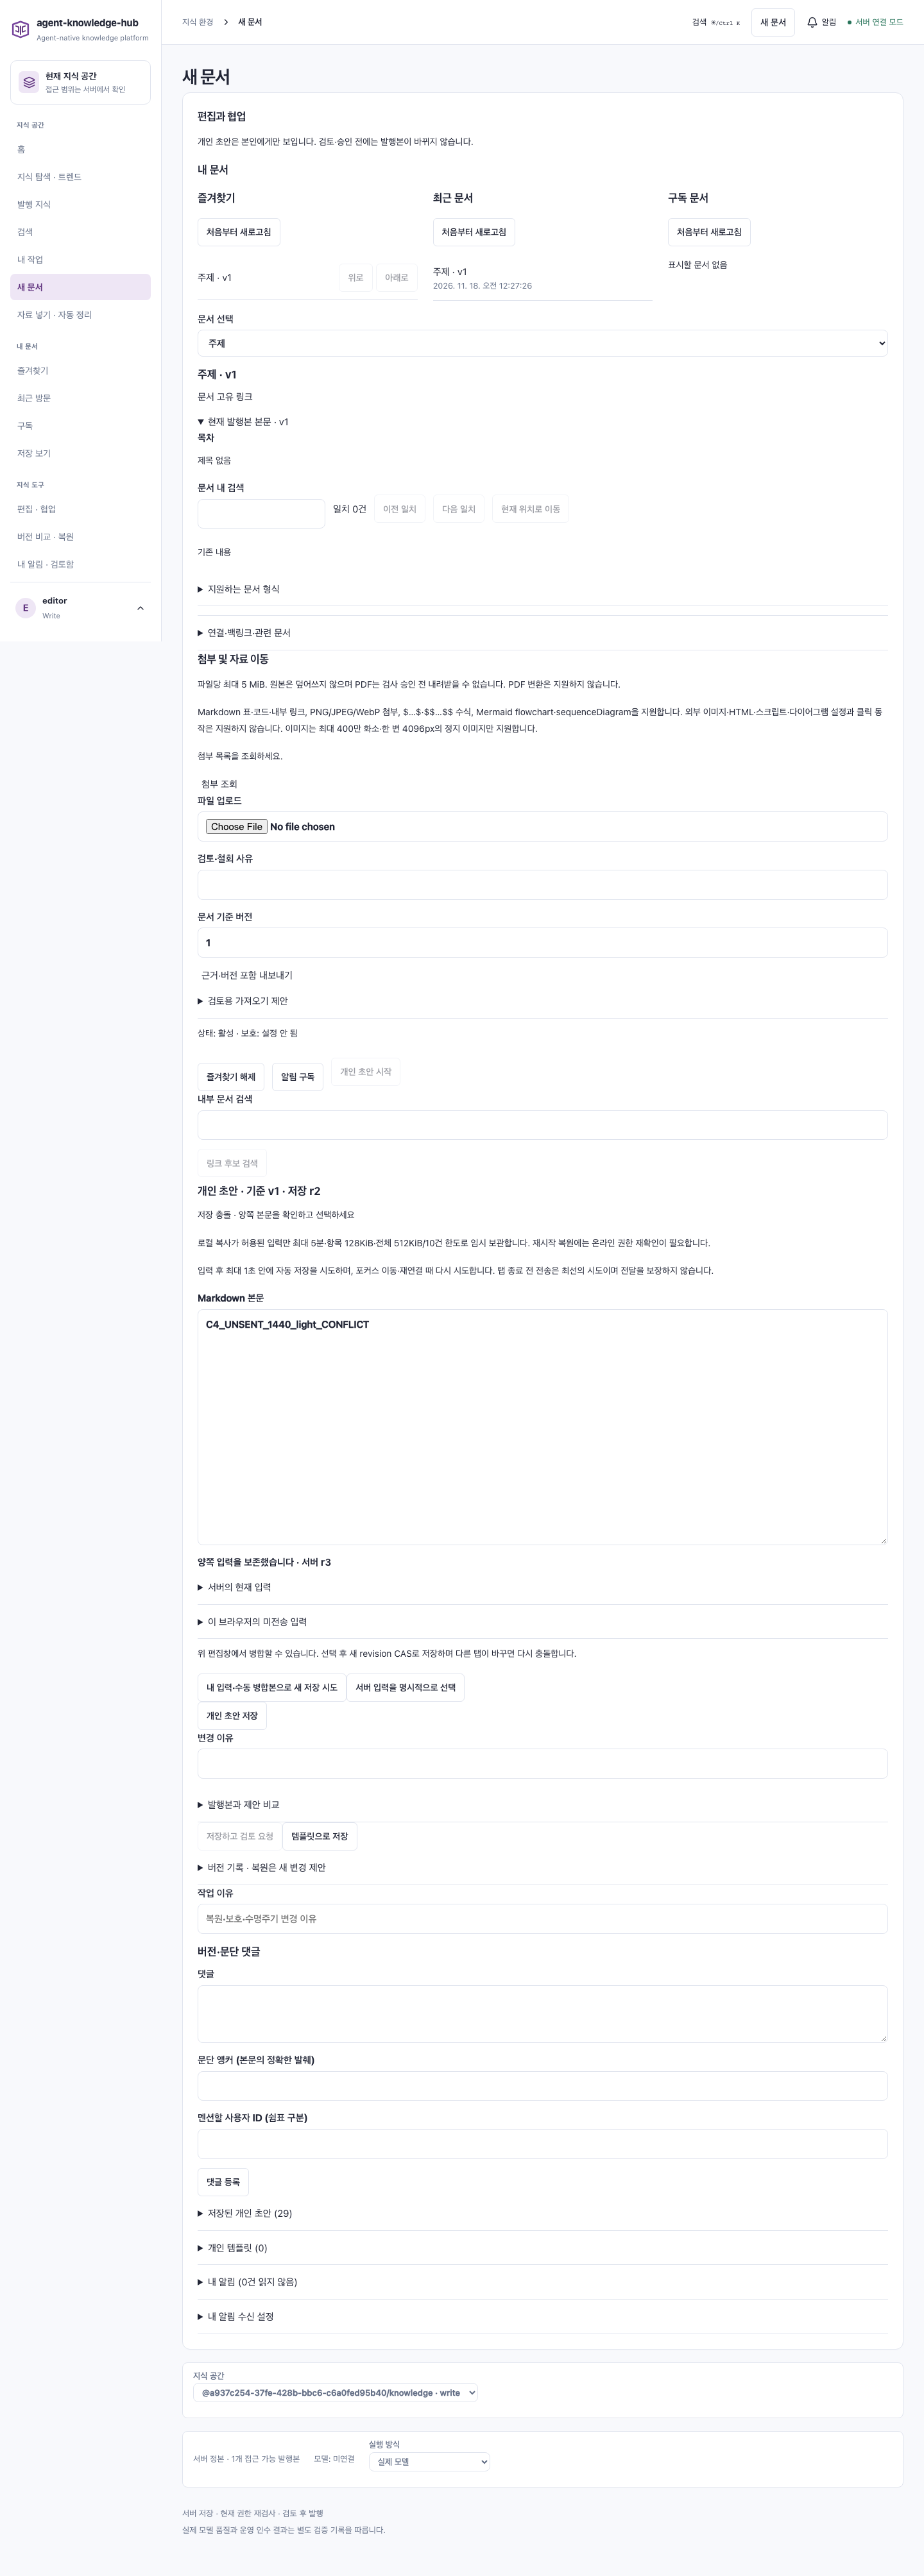 agent-knowledge-hub
Agent-native knowledge platform
현재 지식 공간
접근 범위는 서버에서 확인
지식 공간
홈
지식 탐색 · 트렌드
발행 지식
검색
내 작업
새 문서
자료 넣기 · 자동 정리
내 문서
즐겨찾기
최근 방문
구독
저장 보기
지식 도구
편집 · 협업
버전 비교 · 복원
내 알림 · 검토함
E
editor
Write
지식 환경
새 문서
검색 ⌘/Ctrl K
새 문서
알림
서버 연결 모드
새 문서
편집과 협업
개인 초안은 본인에게만 보입니다. 검토·승인 전에는 발행본이 바뀌지 않습니다.
내 문서
즐겨찾기
처음부터 새로고침
주제 · v1
위로
아래로
최근 문서
처음부터 새로고침
주제 · v1
2026. 11. 18. 오전 12:27:26
구독 문서
처음부터 새로고침
표시할 문서 없음
문서 선택
주제
주제 · v1
문서 고유 링크
▼ 현재 발행본 본문 · v1
목차
제목 없음
문서 내 검색
일치 0건
이전 일치
다음 일치
현재 위치로 이동
기존 내용
▶ 지원하는 문서 형식
▶ 연결·백링크·관련 문서
첨부 및 자료 이동
파일당 최대 5 MiB. 원본은 덮어쓰지 않으며 PDF는 검사 승인 전 내려받을 수 없습니다. PDF 변환은 지원하지 않습니다.
Markdown 표·코드·내부 링크, PNG/JPEG/WebP 첨부, $...$·$$...$$ 수식, Mermaid flowchart·sequenceDiagram을 지원합니다. 외부 이미지·HTML·스크립트·다이어그램 설정과 클릭 동
작은 지원하지 않습니다. 이미지는 최대 400만 화소·한 변 4096px의 정지 이미지만 지원합니다.
첨부 목록을 조회하세요.
첨부 조회
파일 업로드
Choose File No file chosen
검토·철회 사유
문서 기준 버전
1
근거·버전 포함 내보내기
▶ 검토용 가져오기 제안
상태: 활성 · 보호: 설정 안 됨
즐겨찾기 해제
알림 구독
개인 초안 시작
내부 문서 검색
링크 후보 검색
개인 초안 · 기준 v1 · 저장 r2
저장 충돌 · 양쪽 본문을 확인하고 선택하세요
로컬 복사가 허용된 입력만 최대 5분·항목 128KiB·전체 512KiB/10건 한도로 임시 보관합니다. 재시작 복원에는 온라인 권한 재확인이 필요합니다.
입력 후 최대 1초 안에 자동 저장을 시도하며, 포커스 이동·재연결 때 다시 시도합니다. 탭 종료 전 전송은 최선의 시도이며 전달을 보장하지 않습니다.
Markdown 본문
C4_UNSENT_1440_light_CONFLICT
양쪽 입력을 보존했습니다 · 서버 r3
▶ 서버의 현재 입력
▶ 이 브라우저의 미전송 입력
위 편집창에서 병합할 수 있습니다. 선택 후 새 revision CAS로 저장하며 다른 탭이 바꾸면 다시 충돌합니다.
내 입력·수동 병합본으로 새 저장 시도
서버 입력을 명시적으로 선택
개인 초안 저장
변경 이유
▶ 발행본과 제안 비교
저장하고 검토 요청
템플릿으로 저장
▶ 버전 기록 · 복원은 새 변경 제안
작업 이유
복원·보호·수명주기 변경 이유
버전·문단 댓글
댓글
문단 앵커 (본문의 정확한 발췌)
멘션할 사용자 ID (쉼표 구분)
댓글 등록
▶ 저장된 개인 초안 (29)
▶ 개인 템플릿 (0)
▶ 내 알림 (0건 읽지 않음)
▶ 내 알림 수신 설정
지식 공간
@a937c254-37fe-428b-bbc6-c6a0fed95b40/knowledge · write
서버 정본 · 1개 접근 가능 발행본
모델: 미연결
실행 방식
실제 모델
서버 저장 · 현재 권한 재검사 · 검토 후 발행
실제 모델 품질과 운영 인수 결과는 별도 검증 기록을 따릅니다.